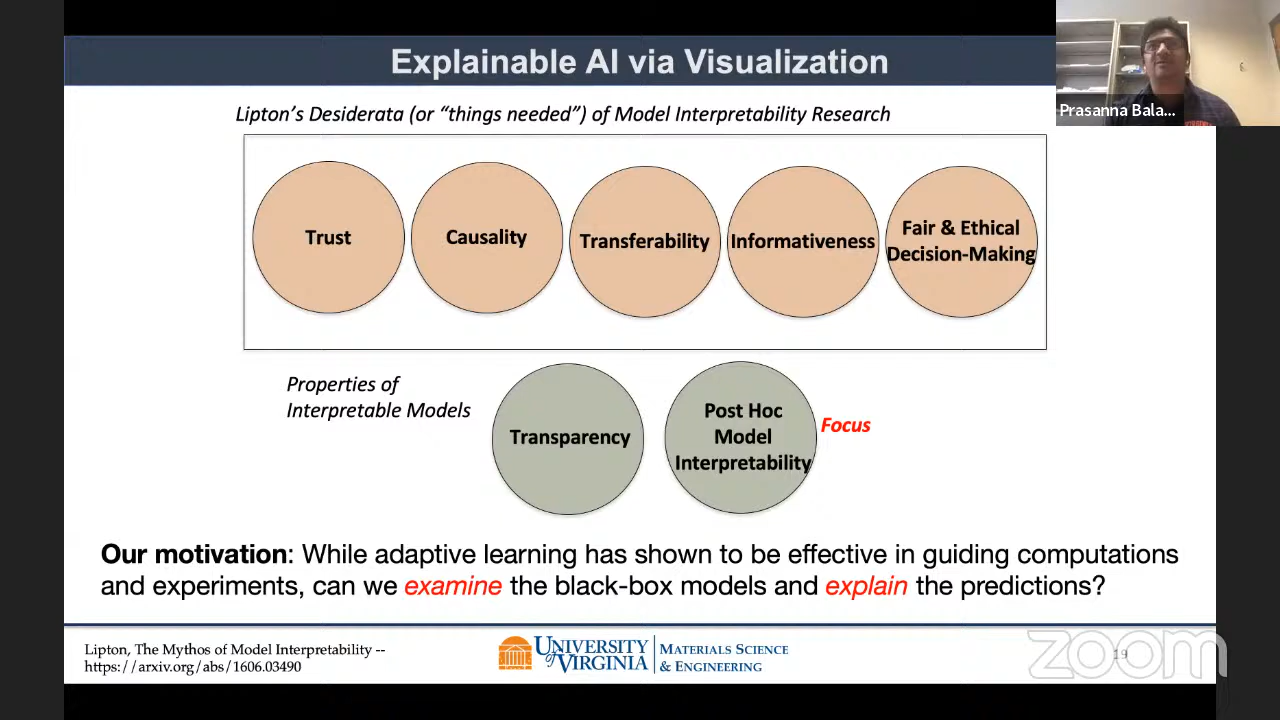 Explainable AI via Visualization
Prasanna Bala...
Lipton’s Desiderata (or “things needed”) of Model Interpretability Research
Trust
Causality
Transferability
Informativeness
Fair & Ethical
Decision-Making
Properties of
Interpretable Models
Transparency
Post Hoc
Model
Interpretability
Focus
Our motivation: While adaptive learning has shown to be effective in guiding computations
and experiments, can we examine the black-box models and explain the predictions?
Lipton, The Mythos of Model Interpretability --
https://arxiv.org/abs/1606.03490
UNIVERSITY
of VIRGINIA
MATERIALS SCIENCE
& ENGINEERING
19
zoom